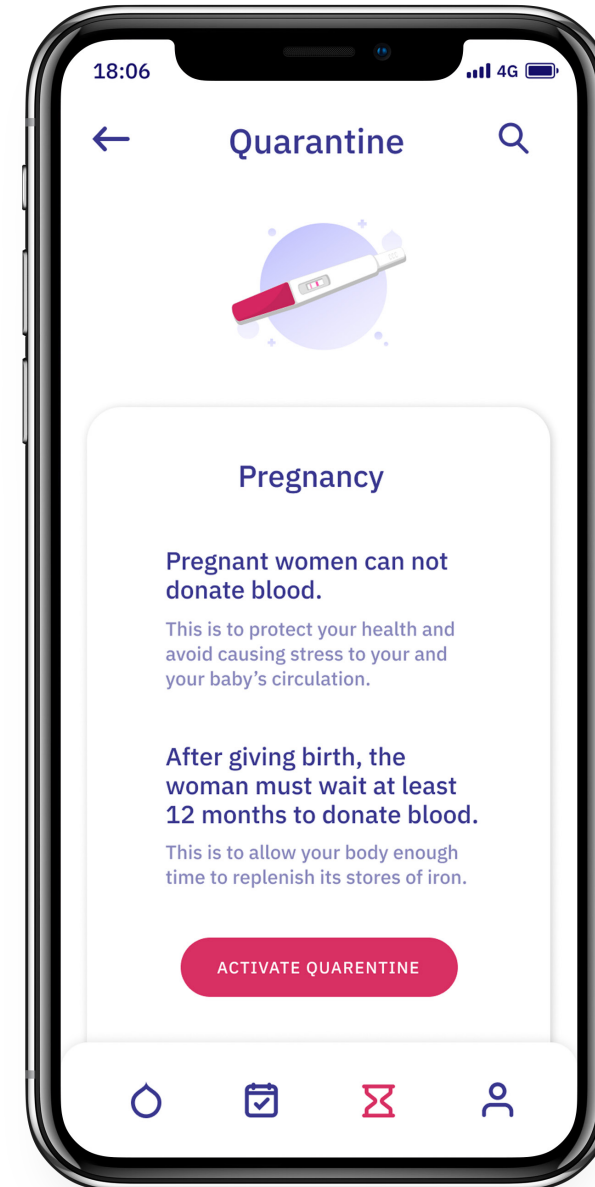 18:06
4G
Quarantine
Pregnancy
Pregnant women can not
donate blood.
This is to protect your health and
avoid causing stress to your and
your baby's circulation.
After giving birth, the
woman must wait at least
12 months to donate blood.
This is to allow your body enough
time to replenish its stores of iron.
ACTIVATE QUARENTINE